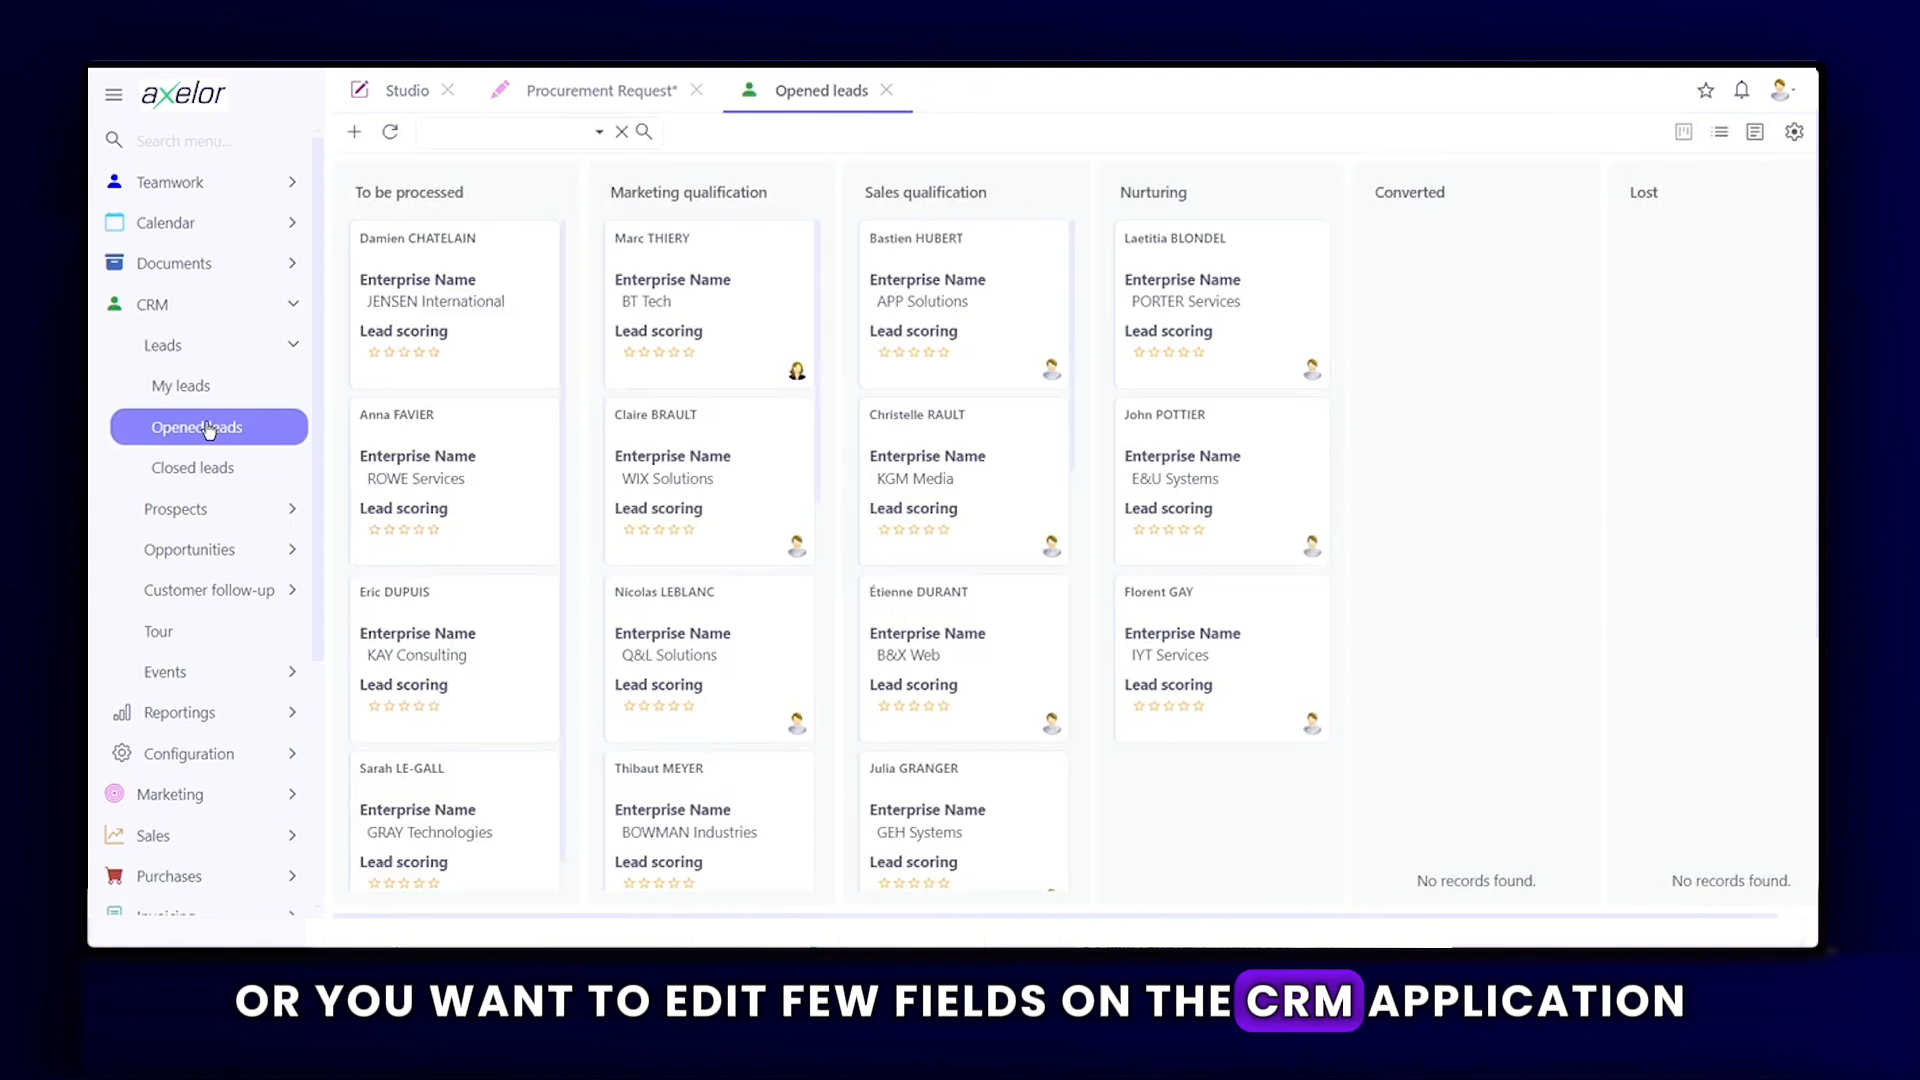 axelor
Studio
Procurement Request*
Opened leads
Search menu...
Teamwork
Calendar
Documents
CRM
Leads
My leads
Opened leads
Closed leads
Prospects
Opportunities
Customer follow-up
Tour
Events
Reportings
Configuration
Marketing
Sales
Purchases
Invoicing
To be processed
Damien CHATELAIN
Enterprise Name
JENSEN International
Lead scoring
Anna FAVIER
Enterprise Name
ROWE Services
Lead scoring
Eric DUPUIS
Enterprise Name
KAY Consulting
Lead scoring
Sarah LE-GALL
Enterprise Name
GRAY Technologies
Lead scoring
Marketing qualification
Marc THIERY
Enterprise Name
BT Tech
Lead scoring
Claire BRAULT
Enterprise Name
WIX Solutions
Lead scoring
Nicolas LEBLANC
Enterprise Name
Q&L Solutions
Lead scoring
Thibaut MEYER
Enterprise Name
BOWMAN Industries
Lead scoring
Sales qualification
Bastien HUBERT
Enterprise Name
APP Solutions
Lead scoring
Christelle RAULT
Enterprise Name
KGM Media
Lead scoring
Étienne DURANT
Enterprise Name
B&X Web
Lead scoring
Julia GRANGER
Enterprise Name
GEH Systems
Lead scoring
Nurturing
Laetitia BLONDEL
Enterprise Name
PORTER Services
Lead scoring
John POTTIER
Enterprise Name
E&U Systems
Lead scoring
Florent GAY
Enterprise Name
IYT Services
Lead scoring
Converted
No records found.
Lost
No records found.
OR YOU WANT TO EDIT FEW FIELDS ON THE CRM APPLICATION